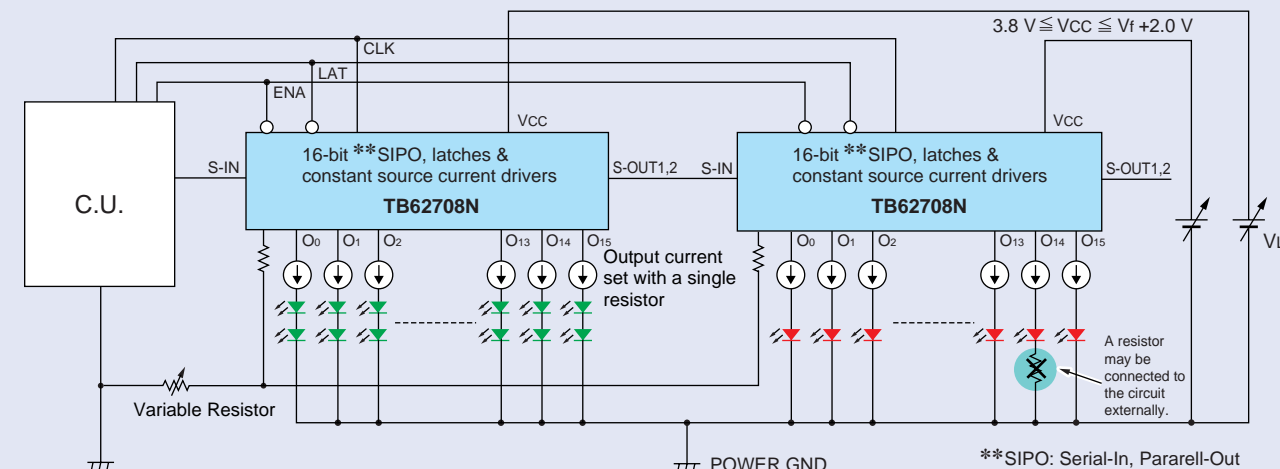 3.8 V ≦ VCC ≦ Vf +2.0 V
CLK
LAT
ENA
VCC
VCC
C.U.
S-IN
16-bit **SIPO, latches &
constant source current drivers
TB62708N
S-OUT1,2
S-IN
16-bit **SIPO, latches &
constant source current drivers
TB62708N
S-OUT1,2
O0
O1
O2
O13
O14
O15
Output current
set with a single
resistor
O0
O1
O2
O13
O14
O15
A resistor
may be
connected to
the circuit
externally.
Variable Resistor
POWER GND
**SIPO: Serial-In, Pararell-Out